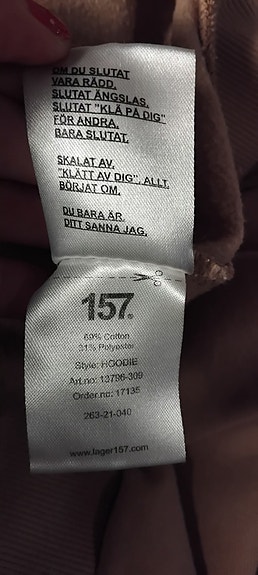 OM DU SLUTAT
VARA RÄDD.
SLUTAT ÄNGSLAS.
SLUTAT "KLÄ PÅ DIG"
FÖR ANDRA.
BARA SLUTAT.
SKALAT AV.
"KLÄTT AV DIG". ALLT.
BÖRJAT OM.
DU BARA ÄR.
DITT SANNA JAG.
157.
69% Cotton
31% Polyester
Style: HOODIE
Art.no: 13796-309
Order.no: 17135
263-21-040
www.lager157.com